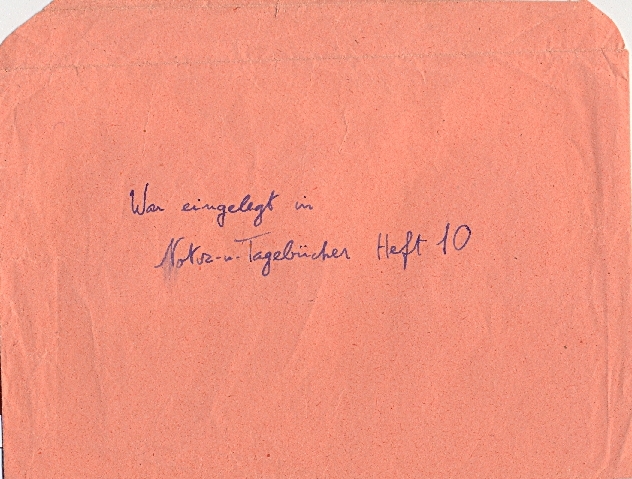 War eingelegt in
Notiz-u. Tagebücher Heft 10